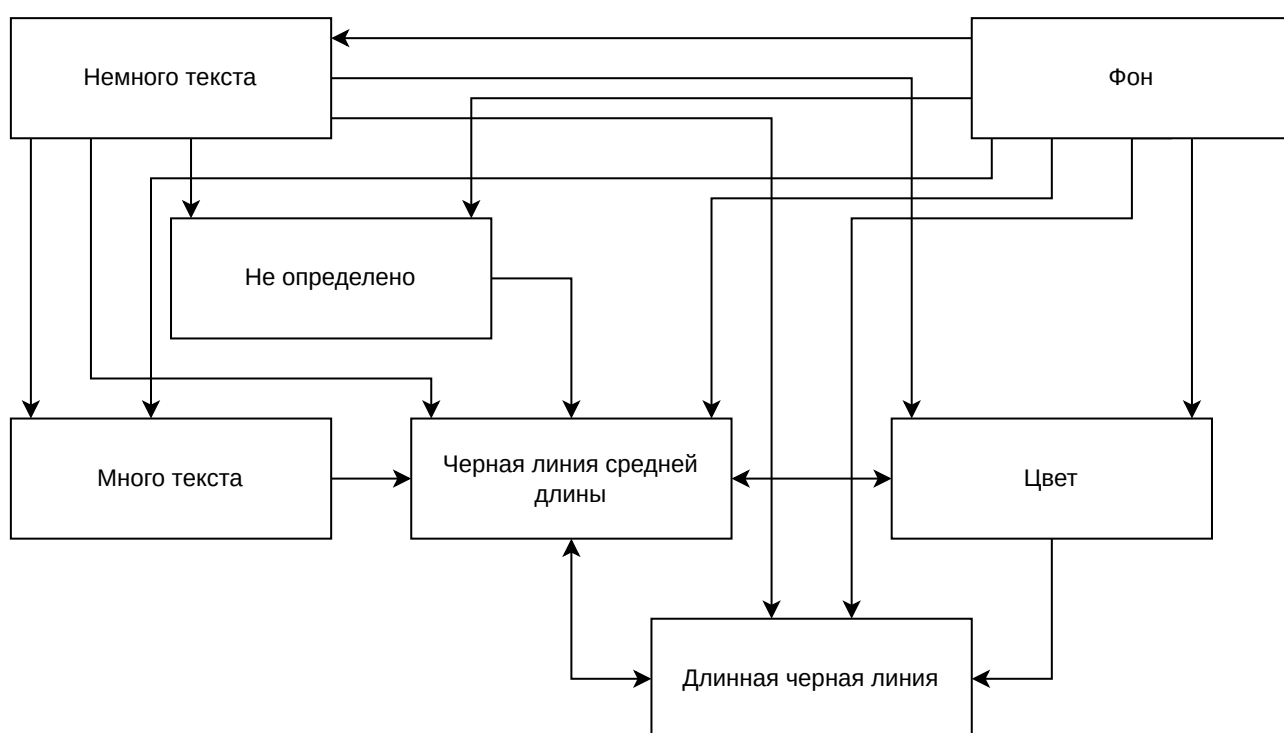 Немного текста
Фон
Не определено
Много текста
Черная линия средней
длины
Цвет
Длинная черная линия